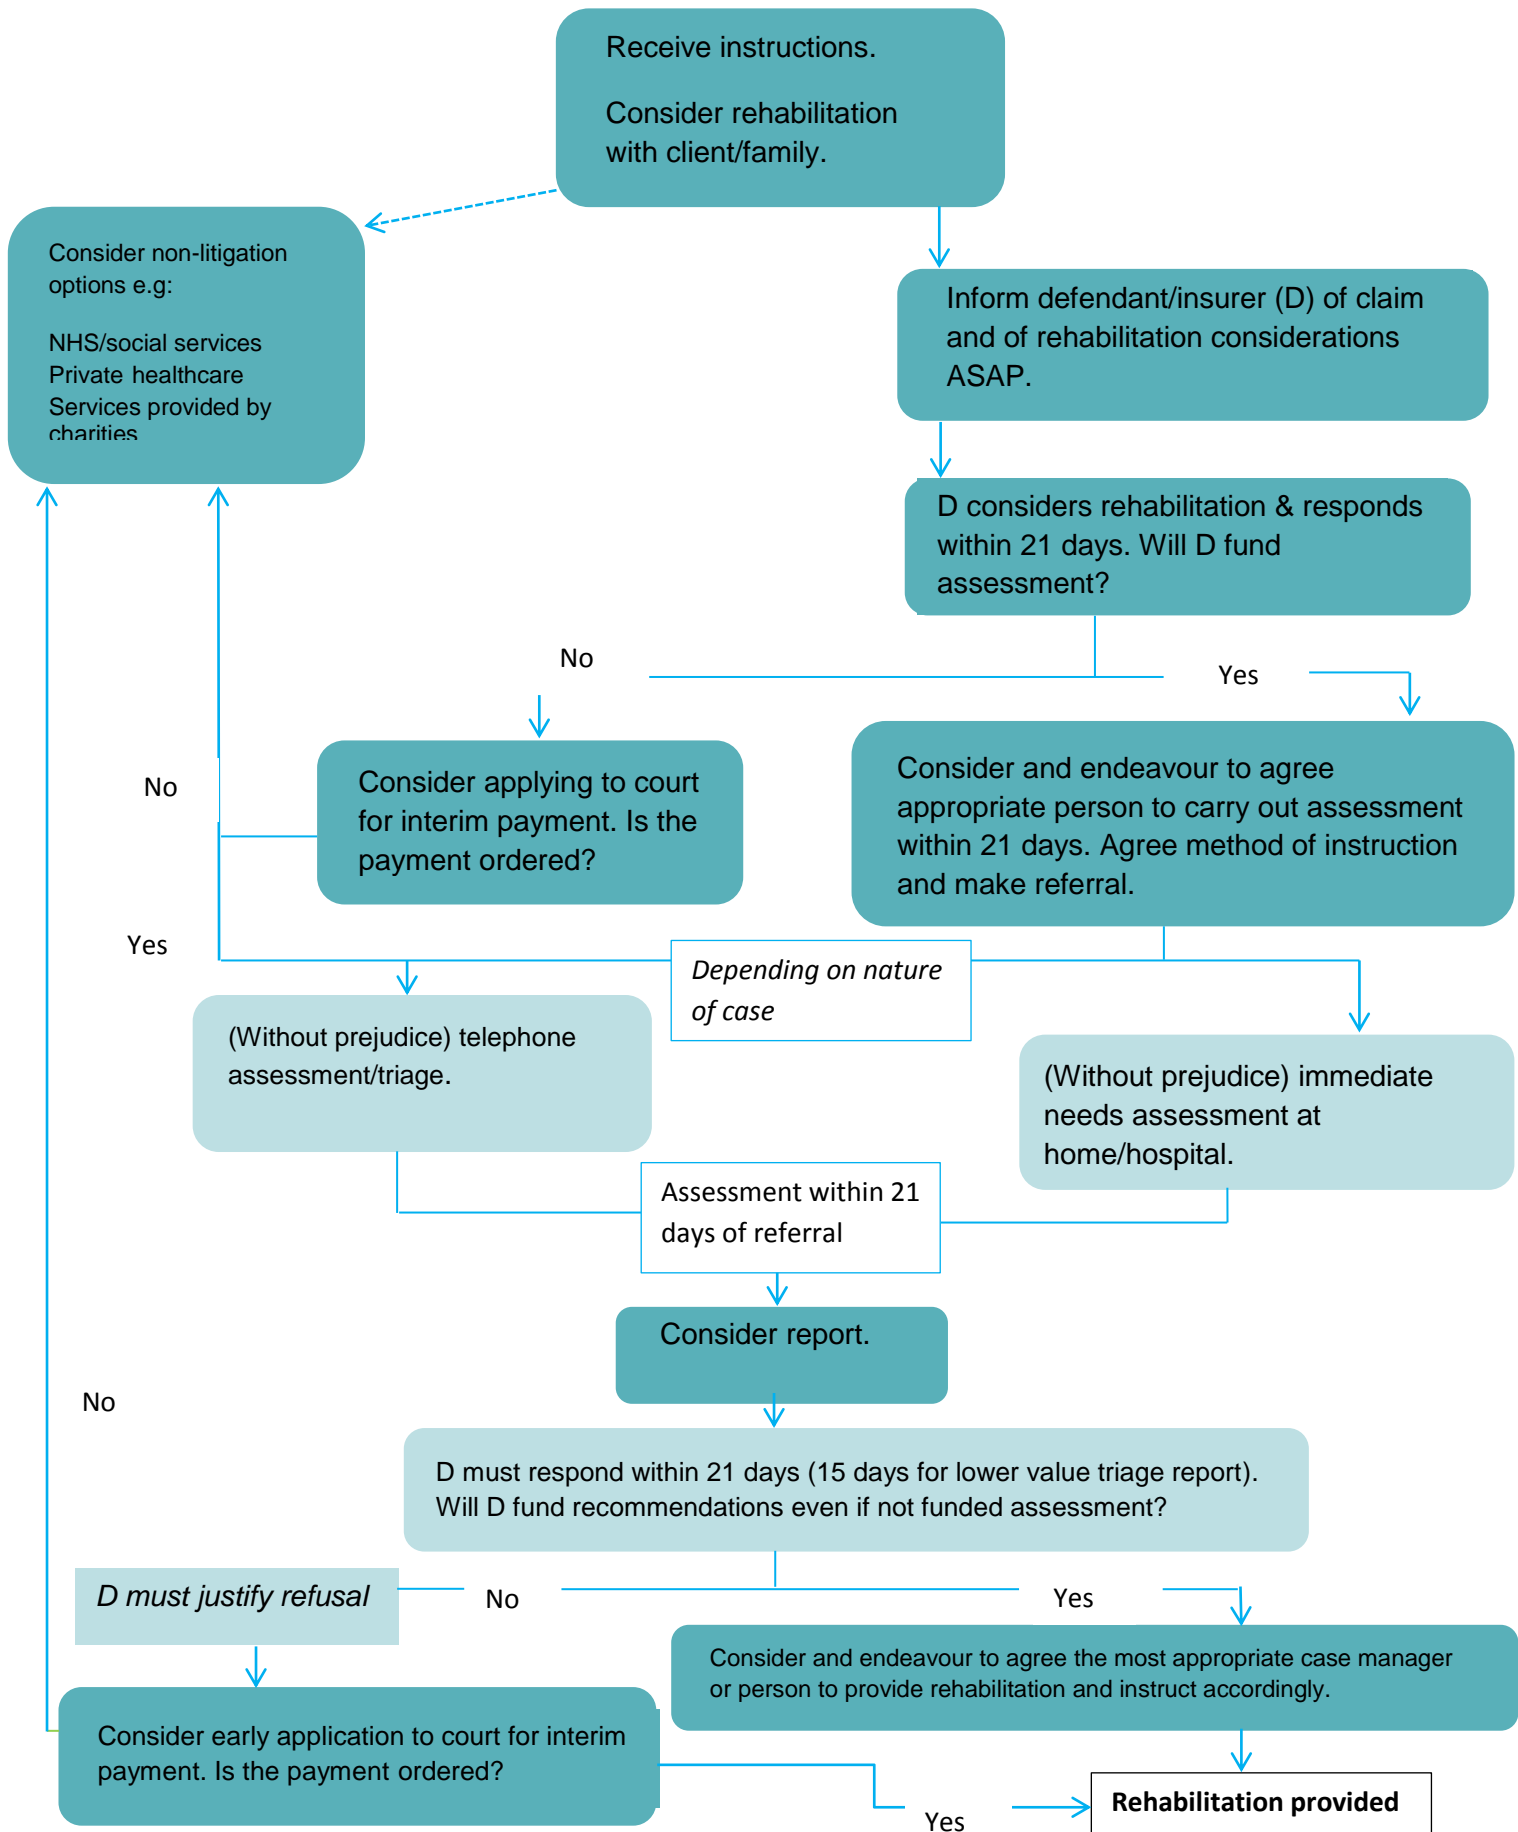 Receive instructions.
Consider rehabilitation
with client/family.
Consider non-litigation
options e.g:
NHS/social services
Private healthcare
Services provided by
charities
Inform defendant/insurer (D) of claim
and of rehabilitation considerations
ASAP.
D considers rehabilitation & responds
within 21 days. Will D fund
assessment?
No
Yes
No
Consider applying to court
for interim payment. Is the
payment ordered?
Consider and endeavour to agree
appropriate person to carry out assessment
within 21 days. Agree method of instruction
and make referral.
Yes
Depending on nature
of case
(Without prejudice) telephone
assessment/triage.
(Without prejudice) immediate
needs assessment at
home/hospital.
Assessment within 21
days of referral
Consider report.
No
D must respond within 21 days (15 days for lower value triage report).
Will D fund recommendations even if not funded assessment?
D must justify refusal
No
Yes
Consider and endeavour to agree the most appropriate case manager
or person to provide rehabilitation and instruct accordingly.
Consider early application to court for interim
payment. Is the payment ordered?
Yes
Rehabilitation provided